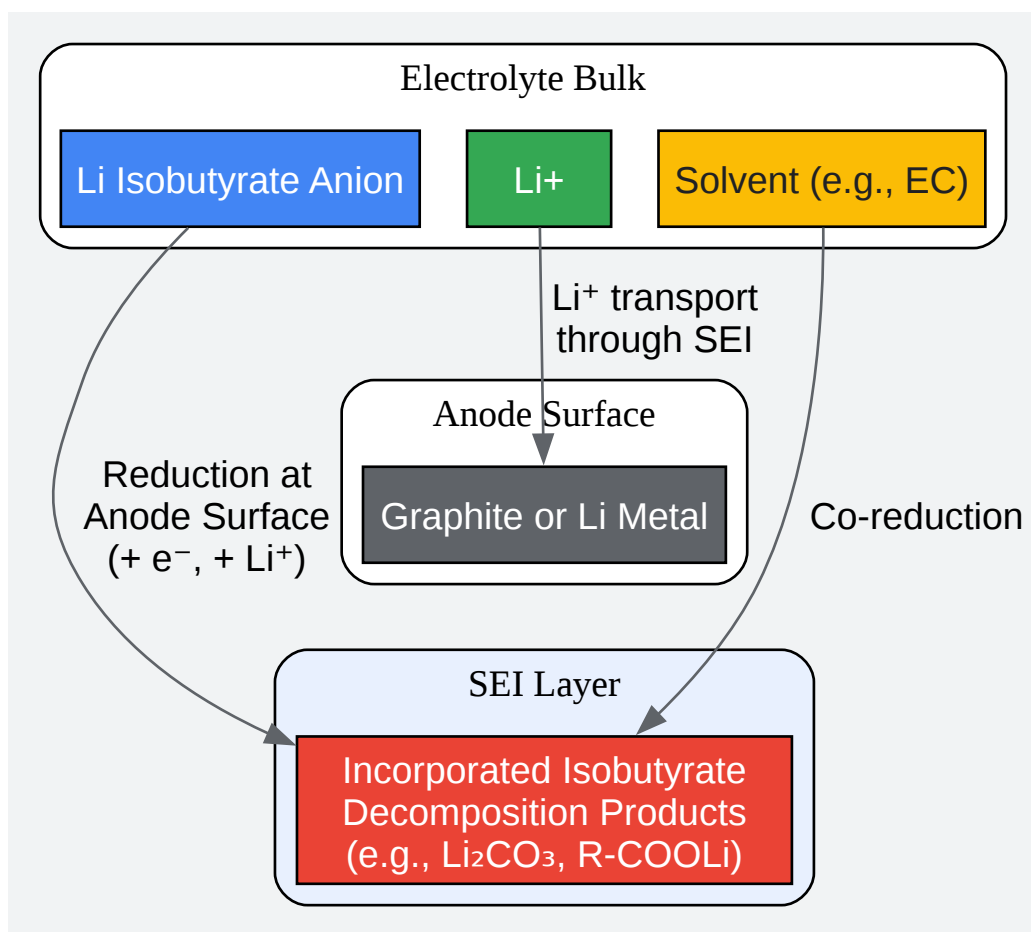 Electrolyte Bulk
Li Isobutyrate Anion
Li+
Solvent (e.g., EC)
Li⁺ transport
through SEI
Anode Surface
Graphite or Li Metal
Reduction at
Anode Surface
(+ e⁻, + Li⁺)
Co-reduction
SEI Layer
Incorporated Isobutyrate
Decomposition Products
(e.g., Li₂CO₃, R-COOLi)